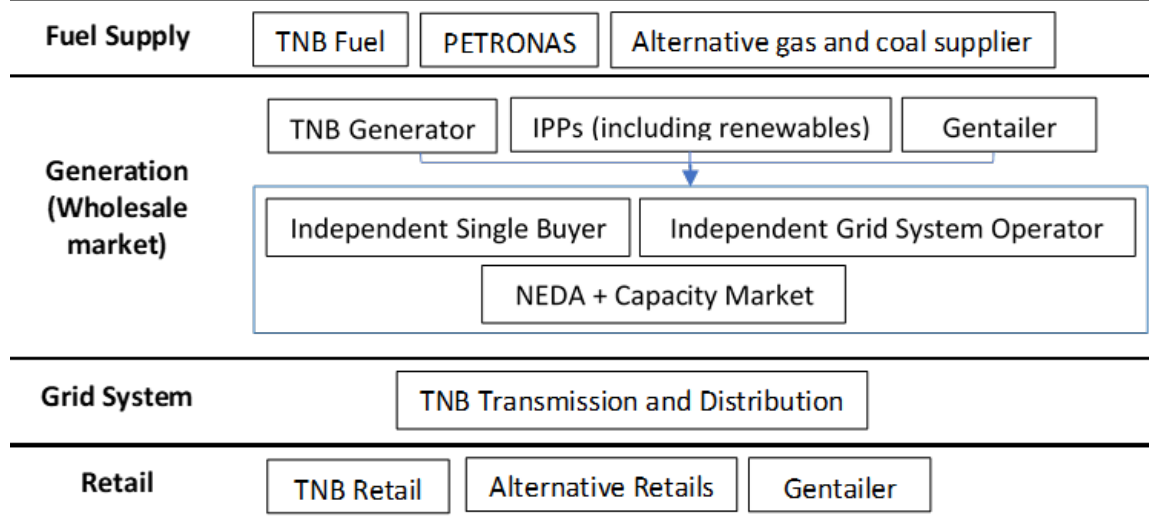 Fuel Supply
TNB Fuel
PETRONAS
Alternative gas and coal supplier
Generation
(Wholesale
market)
TNB Generator
IPPs (including renewables)
Gentailer
Independent Single Buyer
Independent Grid System Operator
NEDA + Capacity Market
Grid System
TNB Transmission and Distribution
Retail
TNB Retail
Alternative Retails
Gentailer